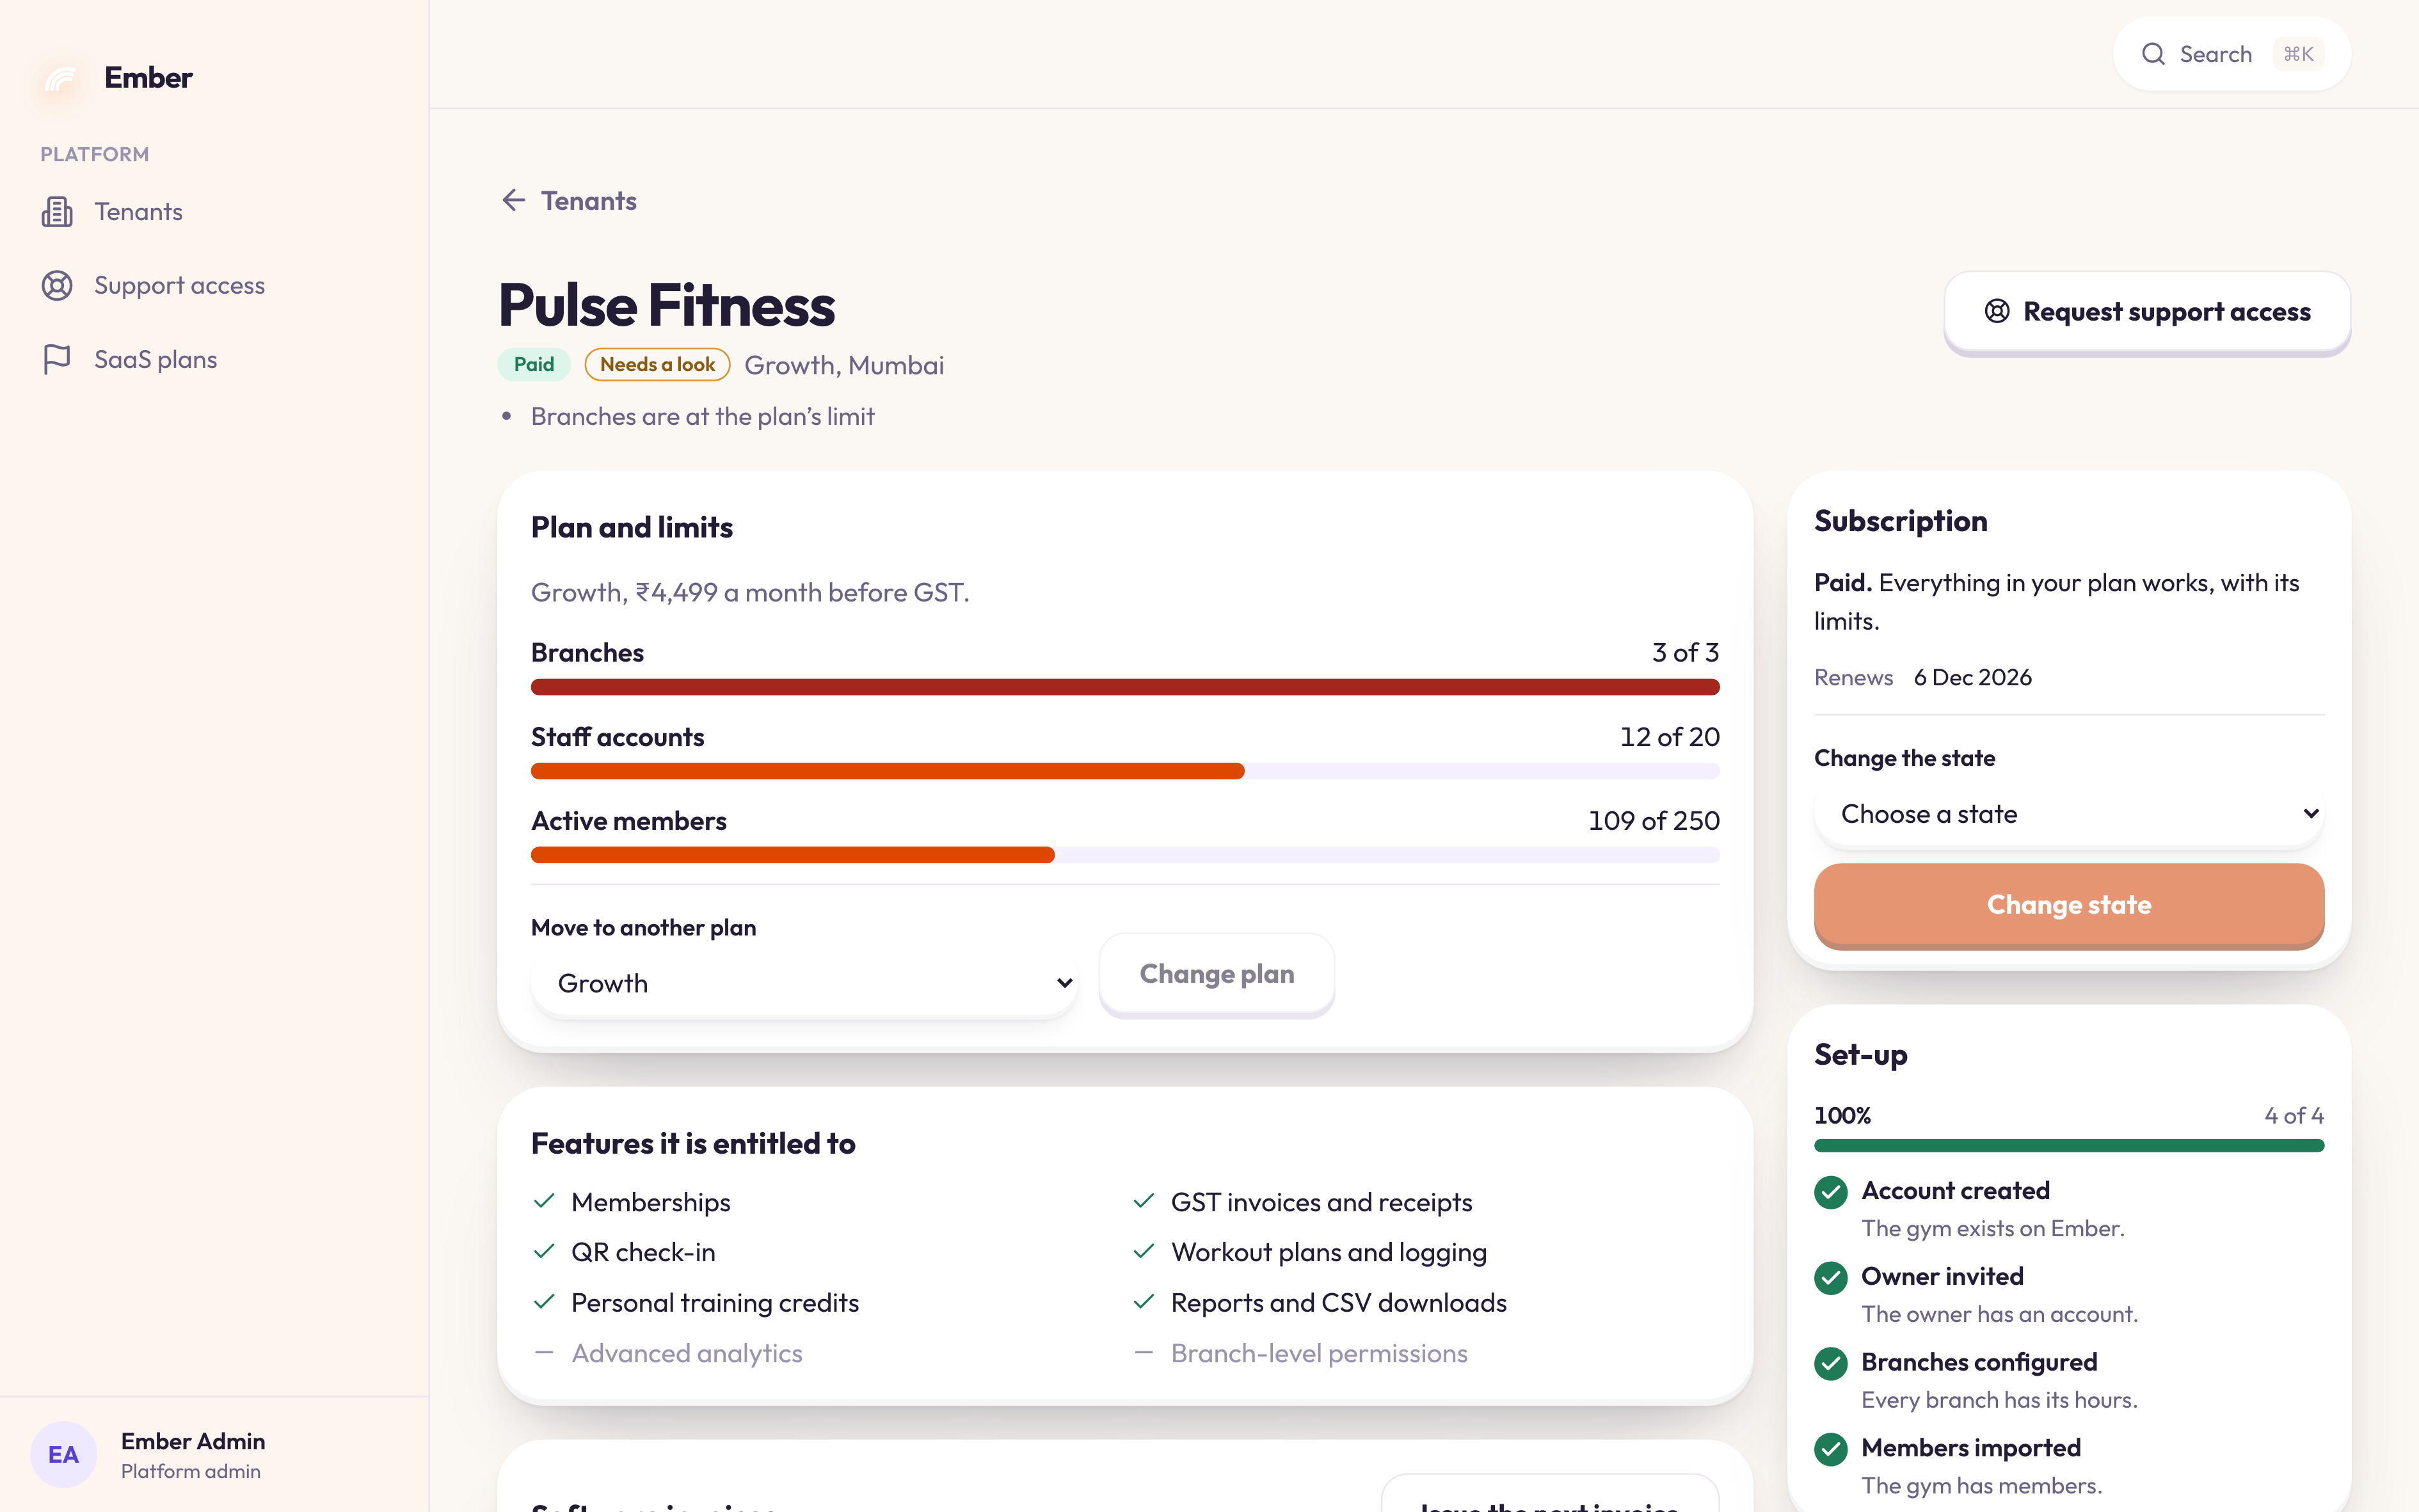 Ember
PLATFORM
Tenants
Support access
SaaS plans
Ember Admin
EA
Platform admin
Search ⌘K
Tenants
Pulse Fitness
Request support access
Paid
Needs a look
Growth, Mumbai
• Branches are at the plan’s limit
Plan and limits
Growth, ₹4,499 a month before GST.
Branches 3 of 3
Staff accounts 12 of 20
Active members 109 of 250
Move to another plan
Growth
Change plan
Features it is entitled to
Memberships
GST invoices and receipts
QR check-in
Workout plans and logging
Personal training credits
Reports and CSV downloads
Advanced analytics
Branch-level permissions
Software invoices
Issue the next invoice
Subscription
Paid. Everything in your plan works, with its
limits.
Renews 6 Dec 2026
Change the state
Choose a state
Change state
Set-up
100% 4 of 4
Account created
The gym exists on Ember.
Owner invited
The owner has an account.
Branches configured
Every branch has its hours.
Members imported
The gym has members.